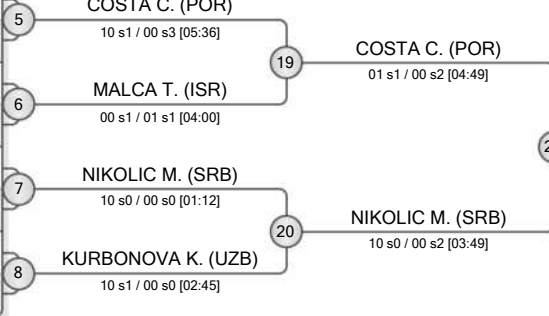 5
COSTA C. (POR)
10 s1 / 00 s3 [05:36]
19
COSTA C. (POR)
01 s1 / 00 s2 [04:49]
6
MALCA T. (ISR)
00 s1 / 01 s1 [04:00]
7
NIKOLIC M. (SRB)
10 s0 / 00 s0 [01:12]
20
NIKOLIC M. (SRB)
10 s0 / 00 s2 [03:49]
8
KURBONOVA K. (UZB)
10 s1 / 00 s0 [02:45]